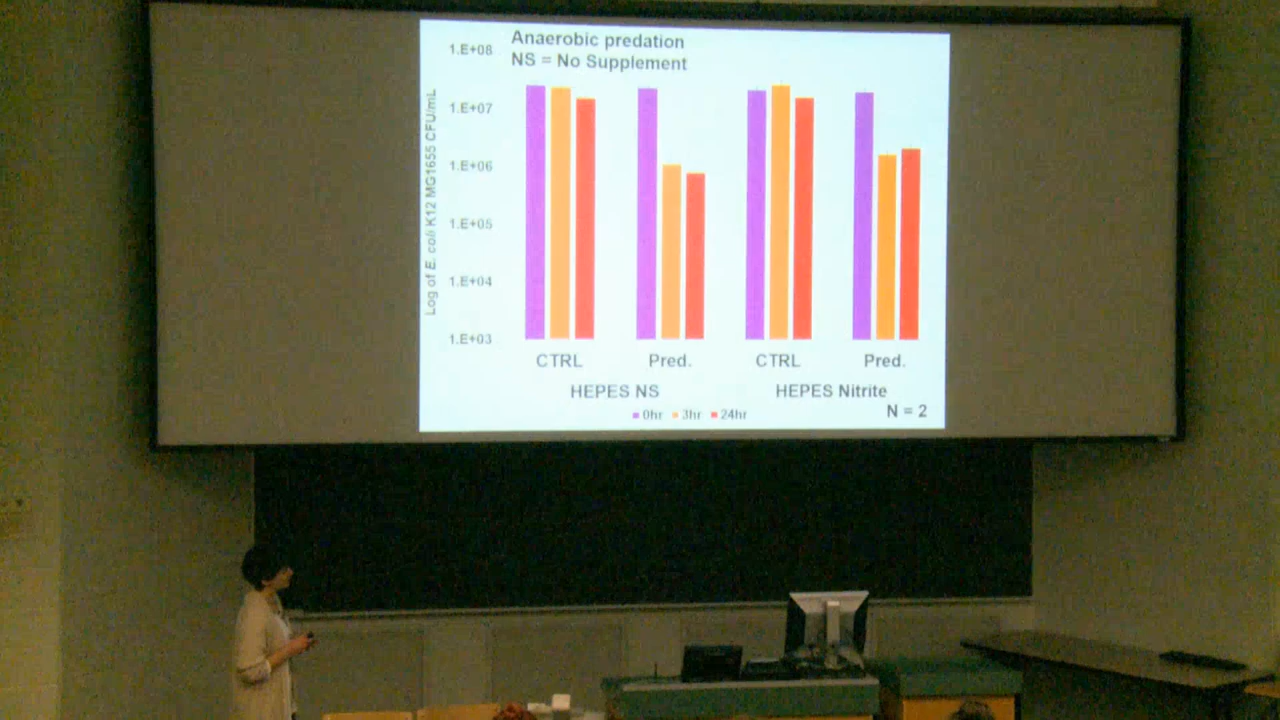 Anaerobic predation
NS = No Supplement
Log of E. coli K12 MG1655 CFU/mL
1.E+08
1.E+07
1.E+06
1.E+05
1.E+04
1.E+03
CTRL Pred. CTRL Pred.
HEPES NS HEPES Nitrite
0hr 3hr 24hr
N = 2